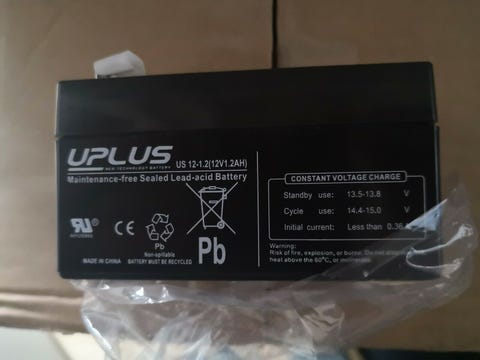 UPLUS
NEW TECHNOLOGY BATTERY
US 12-1.2(12V1.2AH)
Maintenance-free Sealed Lead-acid Battery
CE
Pb
Non-spillable
MADE IN CHINA BATTERY MUST BE RECYCLED
Pb
CONSTANT VOLTAGE CHARGE
Standby use: 13.5-13.8 V
Cycle use: 14.4-15.0 V
Initial current: Less than 0.36
Warning:
Risk of fire, explosion, or burns. Do not
heat above the 60°C, or incinerate.